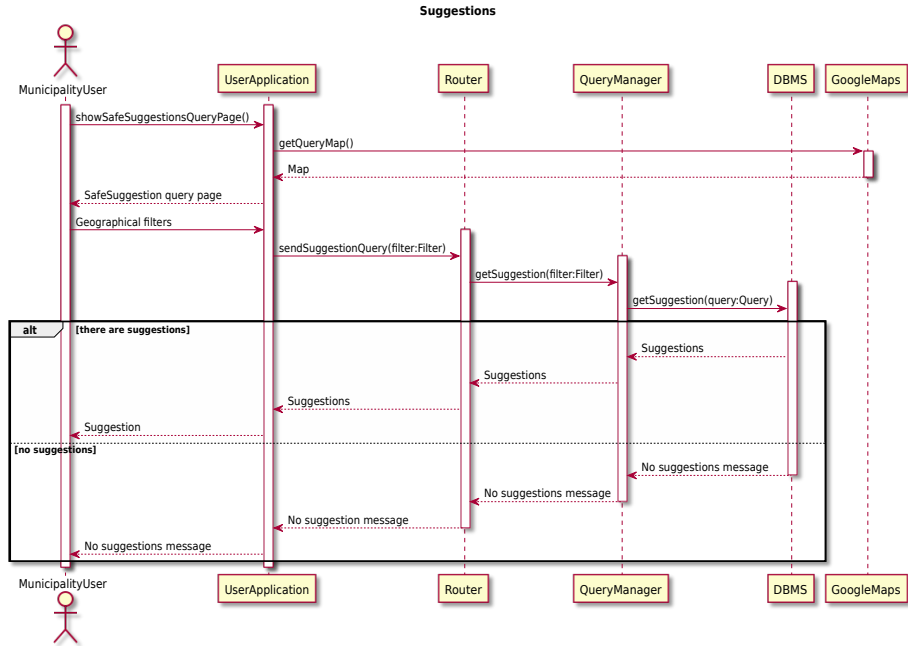 Suggestions
MunicipalityUser
UserApplication
Router
QueryManager
DBMS
GoogleMaps
showSafeSuggestionsQueryPage()
getQueryMap()
Map
SafeSuggestion query page
Geographical filters
sendSuggestionQuery(filter:Filter)
getSuggestion(filter:Filter)
getSuggestion(query:Query)
alt [there are suggestions]
Suggestions
Suggestions
Suggestions
Suggestion
[no suggestions]
No suggestions message
No suggestions message
No suggestion message
No suggestions message
MunicipalityUser
UserApplication
Router
QueryManager
DBMS
GoogleMaps